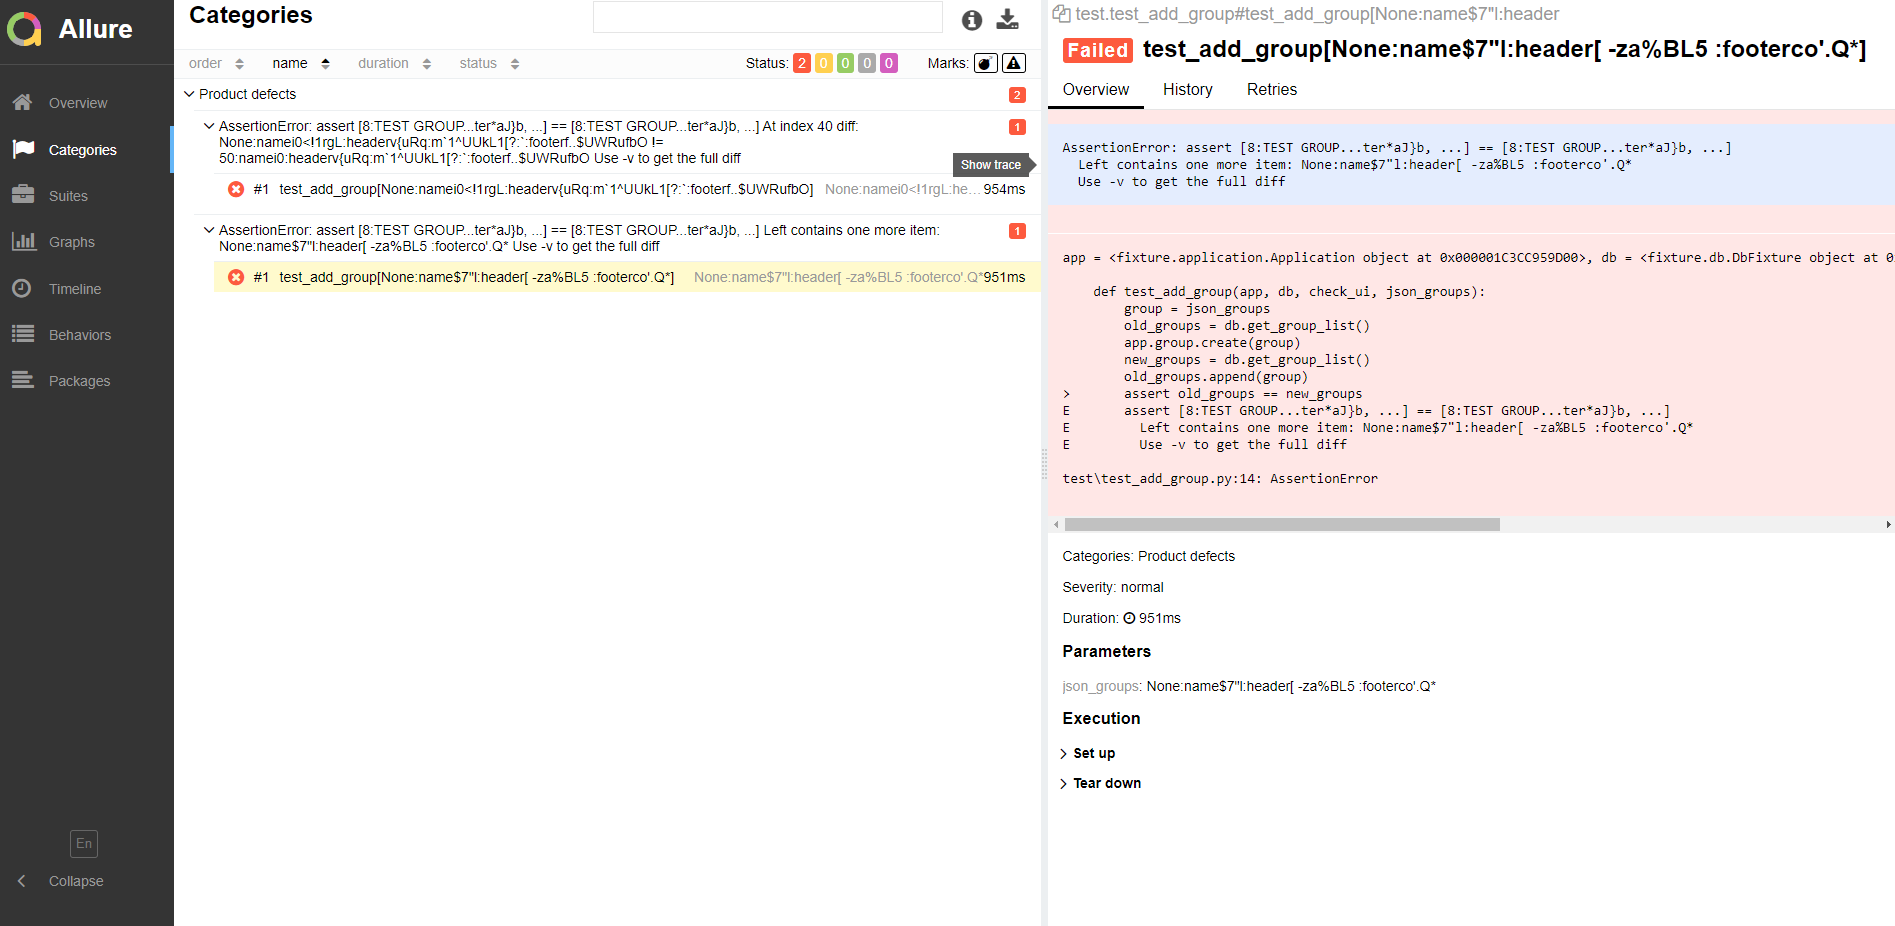 Allure
Overview
Categories
Suites
Graphs
Timeline
Behaviors
Packages
En
Collapse
Categories
order name duration status
Status: 2 0 0 0 0 Marks:
Product defects 2
AssertionError: assert [8:TEST GROUP...ter*aJ}b, ...] == [8:TEST GROUP...ter*aJ}b, ...] At index 40 diff: 1
None:namei0<!1rgL:headerv{uRq:m`1^UUkL1[?:`:footerf..$UWRufbO !=
50:namei0:headerv{uRq:m`1^UUkL1[?:`:footerf..$UWRufbO Use -v to get the full diff
Show trace
#1 test_add_group[None:namei0<!1rgL:headerv{uRq:m`1^UUkL1[?:`:footerf..$UWRufbO] None:namei0<!1rgL:he... 954ms
AssertionError: assert [8:TEST GROUP...ter*aJ}b, ...] == [8:TEST GROUP...ter*aJ}b, ...] Left contains one more item: 1
None:name$7"l:header[ -za%BL5 :footerco'.Q* Use -v to get the full diff
#1 test_add_group[None:name$7"l:header[ -za%BL5 :footerco'.Q*] None:name$7"l:header[ -za%BL5 :footerco'.Q* 951ms
test.test_add_group#test_add_group[None:name$7"l:header
Failed test_add_group[None:name$7"l:header[ -za%BL5 :footerco'.Q*]
Overview History Retries
AssertionError: assert [8:TEST GROUP...ter*aJ}b, ...] == [8:TEST GROUP...ter*aJ}b, ...]
Left contains one more item: None:name$7"l:header[ -za%BL5 :footerco'.Q*
Use -v to get the full diff
app = <fixture.application.Application object at 0x000001C3CC959D00>, db = <fixture.db.DbFixture object at 0
def test_add_group(app, db, check_ui, json_groups):
group = json_groups
old_groups = db.get_group_list()
app.group.create(group)
new_groups = db.get_group_list()
old_groups.append(group)
> assert old_groups == new_groups
E assert [8:TEST GROUP...ter*aJ}b, ...] == [8:TEST GROUP...ter*aJ}b, ...]
E Left contains one more item: None:name$7"l:header[ -za%BL5 :footerco'.Q*
E Use -v to get the full diff
test\test_add_group.py:14: AssertionError
Categories: Product defects
Severity: normal
Duration: 951ms
Parameters
json_groups: None:name$7"l:header[ -za%BL5 :footerco'.Q*
Execution
> Set up
> Tear down